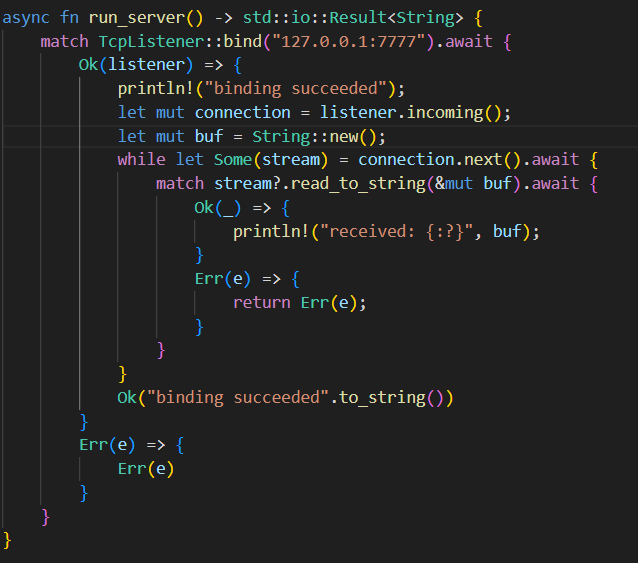 async fn run_server() -> std::io::Result<String> {
    match TcpListener::bind("127.0.0.1:7777").await {
        Ok(listener) => {
            println!("binding succeeded");
            let mut connection = listener.incoming();
            let mut buf = String::new();
            while let Some(stream) = connection.next().await {
                match stream?.read_to_string(&mut buf).await {
                    Ok(_) => {
                        println!("received: {:?}", buf);
                    }
                    Err(e) => {
                        return Err(e);
                    }
                }
            }
            Ok("binding succeeded".to_string())
        }
        Err(e) => {
            Err(e)
        }
    }
}